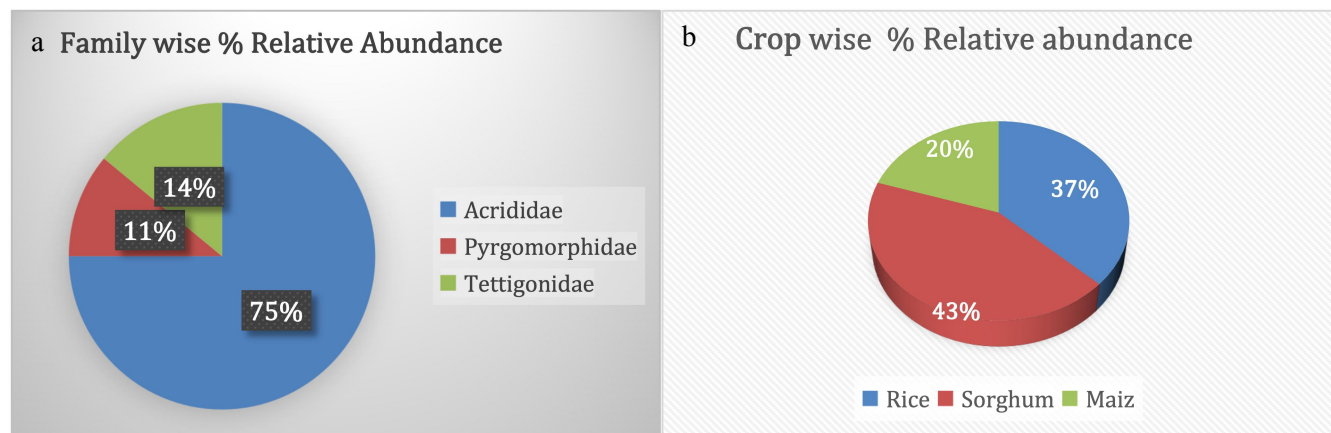 a Family wise % Relative Abundance
14%
11%
75%
Acrididae
Pyrgomorphidae
Tettigonidae
b Crop wise % Relative abundance
20%
37%
43%
Rice Sorghum Maiz